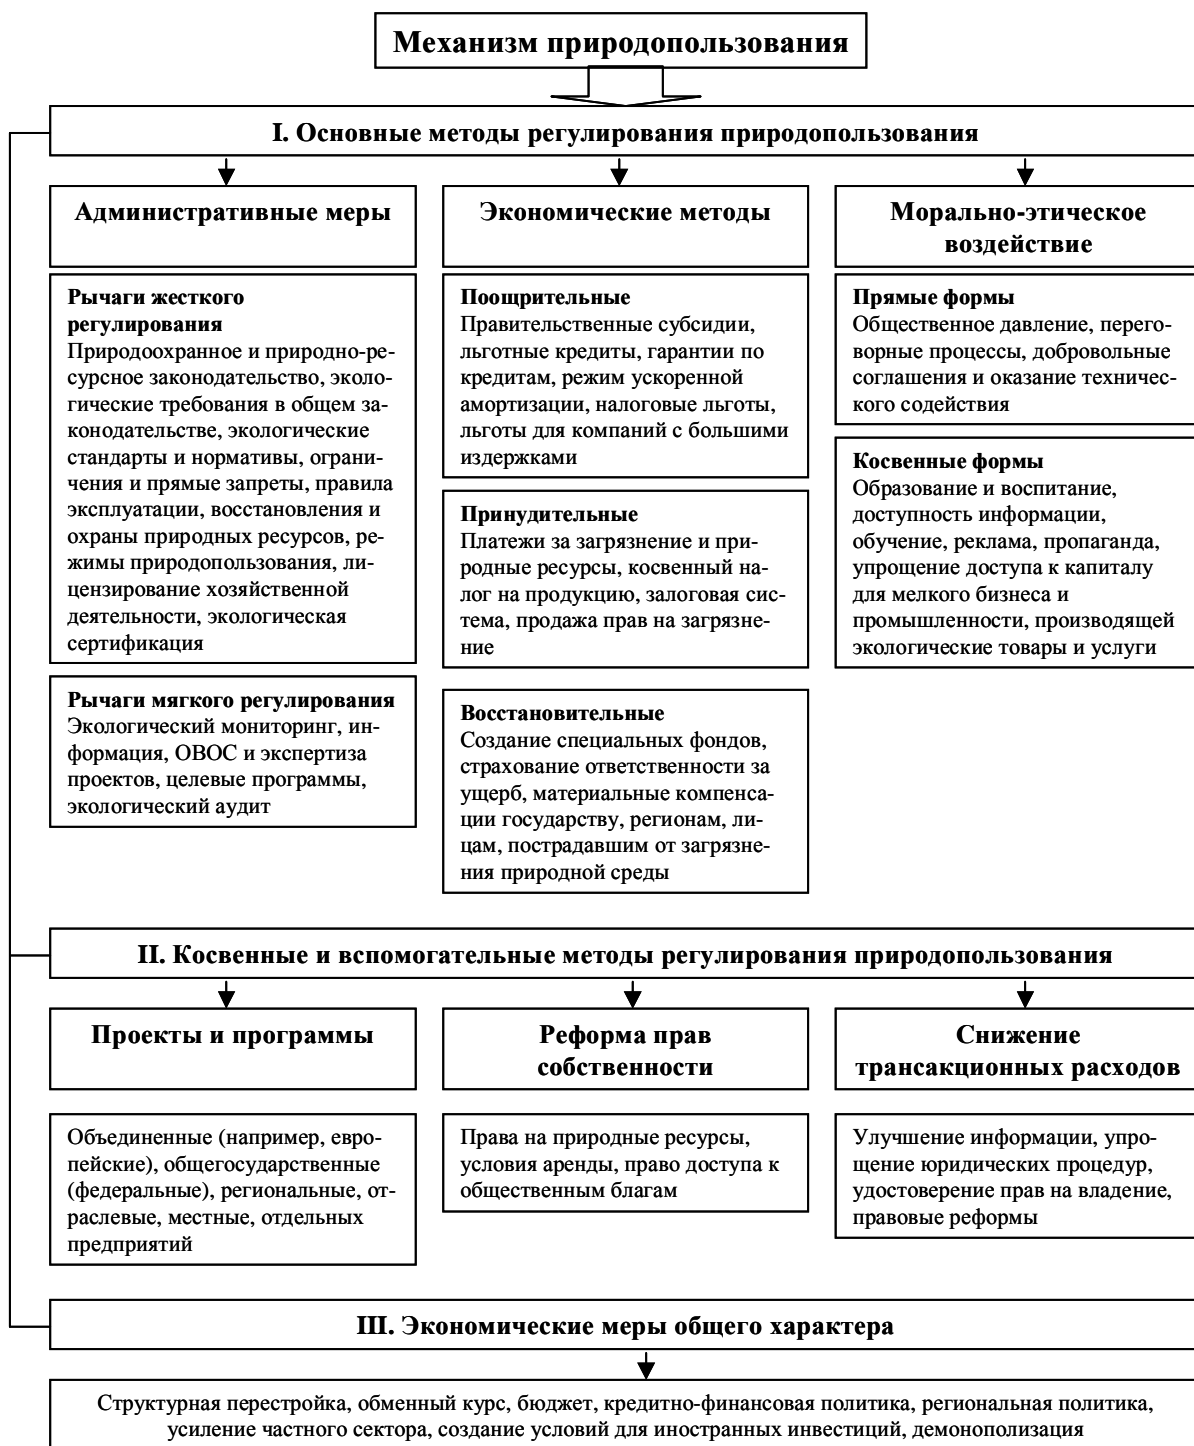 Механизм природопользования
I. Основные методы регулирования природопользования
Административные меры
Рычаги жесткого
регулирования
Природоохранное и природно-ре-
сурсное законодательство, эколо-
гические требования в общем за-
конодательстве, экологические
стандарты и нормативы, ограни-
чения и прямые запреты, правила
эксплуатации, восстановления и
охраны природных ресурсов, ре-
жимы природопользования, ли-
цензирование хозяйственной
деятельности, экологическая
сертификация
Рычаги мягкого регулирования
Экологический мониторинг, ин-
формация, ОВОС и экспертиза
проектов, целевые программы,
экологический аудит
Экономические методы
Поощрительные
Правительственные субсидии,
льготные кредиты, гарантии по
кредитам, режим ускоренной
амортизации, налоговые льготы,
льготы для компаний с большими
издержками
Принудительные
Платежи за загрязнение и при-
родные ресурсы, косвенный на-
лог на продукцию, залоговая сис-
тема, продажа прав на загрязне-
ние
Восстановительные
Создание специальных фондов,
страхование ответственности за
ущерб, материальные компенса-
ции государству, регионам, ли-
цам, пострадавшим от загрязне-
ния природной среды
Морально-этическое
воздействие
Прямые формы
Общественное давление, перего-
ворные процессы, добровольные
соглашения и оказание техничес-
кого содействия
Косвенные формы
Образование и воспитание,
доступность информации,
обучение, реклама, пропаганда,
упрощение доступа к капиталу
для мелкого бизнеса и
промышленности, производящей
экологические товары и услуги
II. Косвенные и вспомогательные методы регулирования природопользования
Проекты и программы
Объединенные (например, евро-
пейские), общегосударственные
(федеральные), региональные, от-
раслевые, местные, отдельных
предприятий
Реформа прав
собственности
Права на природные ресурсы,
условия аренды, право доступа к
общественным благам
Снижение
трансакционных расходов
Улучшение информации, упро-
щение юридических процедур,
удостоверение прав на владение,
правовые реформы
III. Экономические меры общего характера
Структурная перестройка, обменный курс, бюджет, кредитно-финансовая политика, региональная политика,
усиление частного сектора, создание условий для иностранных инвестиций, демонополизация